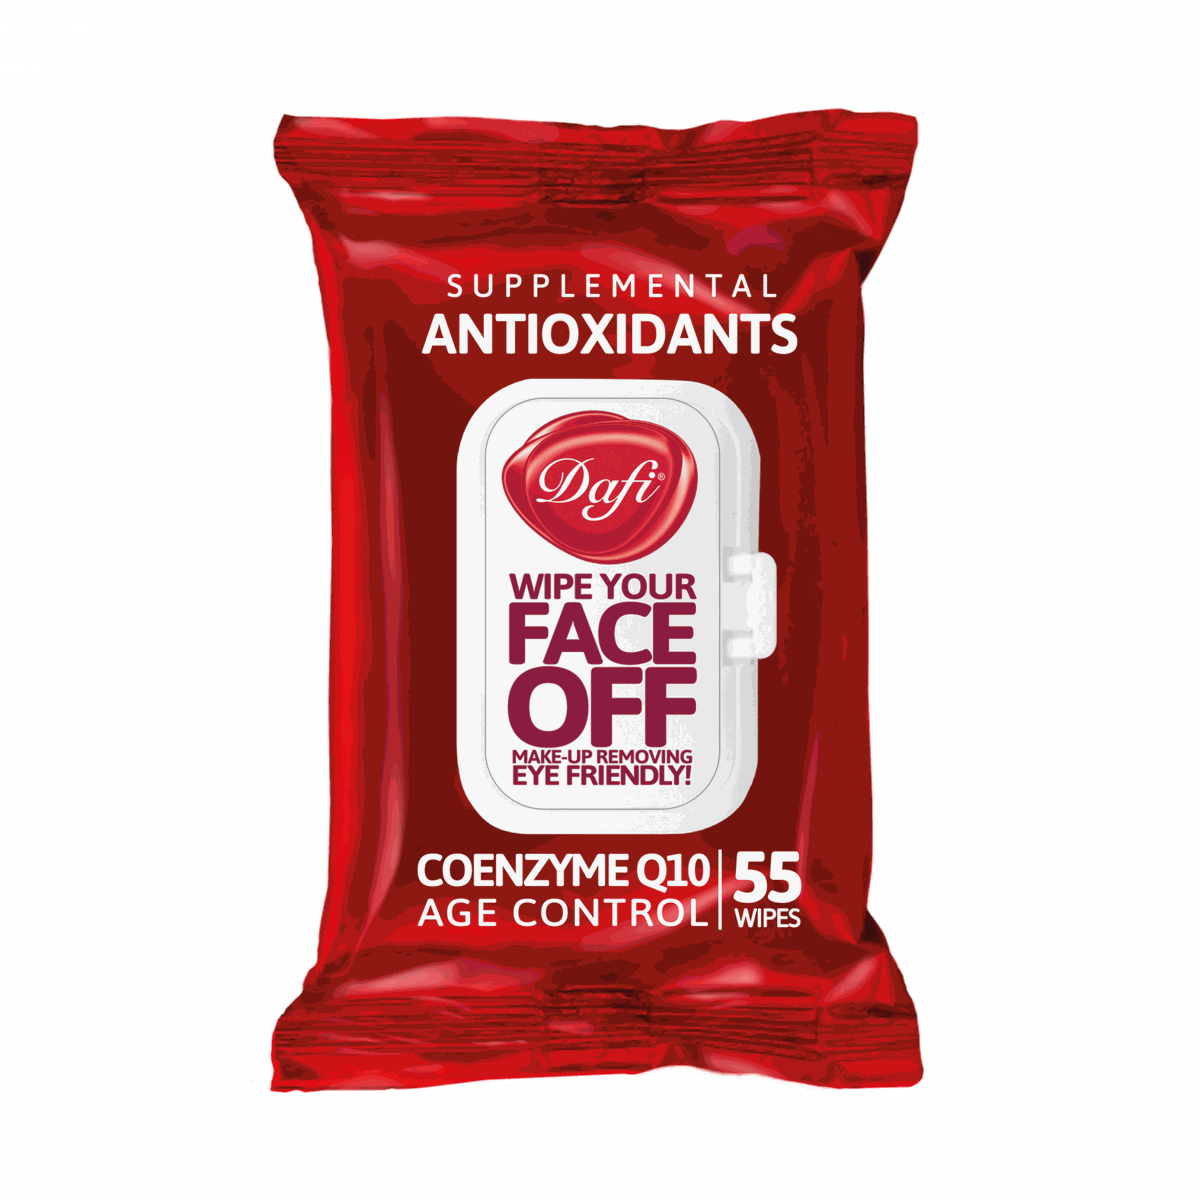 SUPPLEMENTAL
ANTIOXIDANTS
Dafi®
WIPE YOUR
FACE
OFF
MAKE-UP REMOVING
EYE FRIENDLY!
COENZYME Q10
AGE CONTROL
55
WIPES